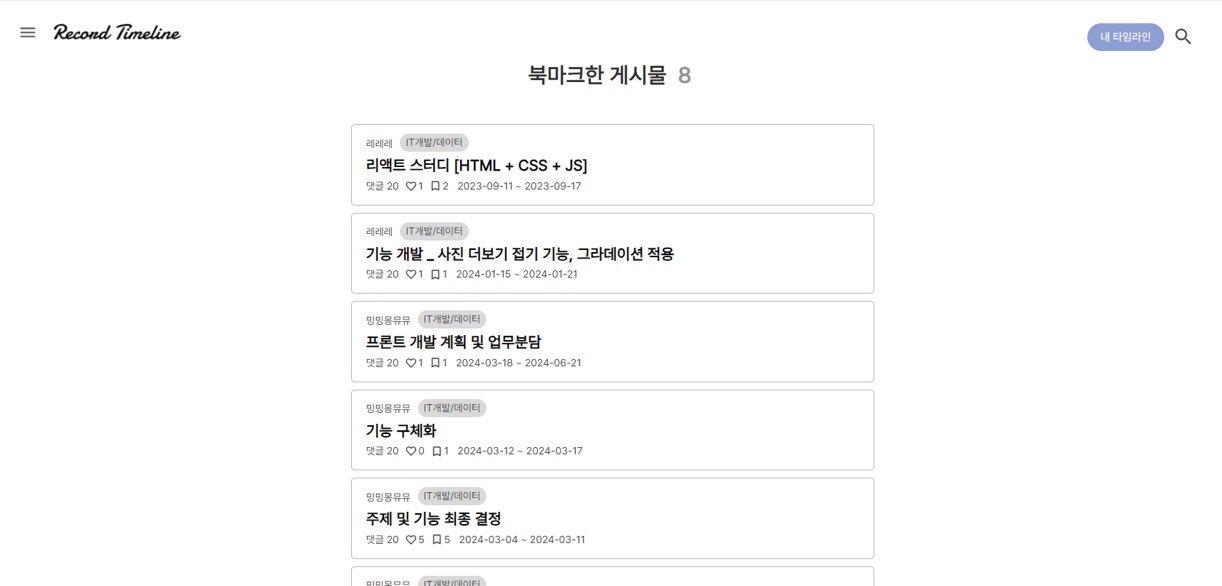 Record Timeline
내 타임라인
북마크한 게시물 8
레레레 IT개발/데이터
리액트 스터디 [HTML + CSS + JS]
댓글 20 1 2 2023-09-11 ~ 2023-09-17
레레레 IT개발/데이터
기능 개발 _ 사진 더보기 접기 기능, 그라데이션 적용
댓글 20 1 1 2024-01-15 ~ 2024-01-21
밍밍몽뮤뮤 IT개발/데이터
프론트 개발 계획 및 업무분담
댓글 20 1 1 2024-03-18 ~ 2024-06-21
밍밍몽뮤뮤 IT개발/데이터
기능 구체화
댓글 20 0 1 2024-03-12 ~ 2024-03-17
밍밍몽뮤뮤 IT개발/데이터
주제 및 기능 최종 결정
댓글 20 5 5 2024-03-04 ~ 2024-03-11
밍밍몽뮤뮤 IT개발/데이터